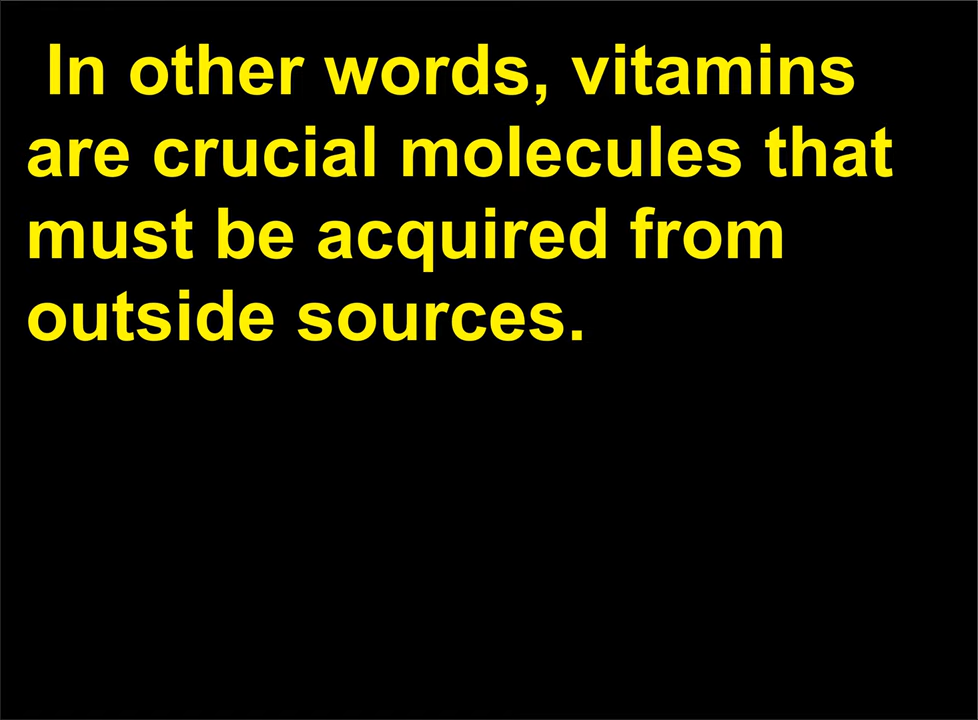 In other words, vitamins
are crucial molecules that
must be acquired from
outside sources.